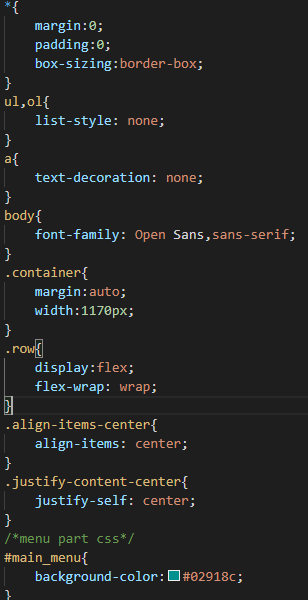 *{
margin:0;
padding:0;
box-sizing:border-box;
}
ul,ol{
list-style: none;
}
a{
text-decoration: none;
}
body{
font-family: Open Sans,sans-serif;
}
.container{
margin:auto;
width:1170px;
}
.row{
display:flex;
flex-wrap: wrap;
}
.align-items-center{
align-items: center;
}
.justify-content-center{
justify-self: center;
}
/*menu part css*/
#main_menu{
background-color:#02918c;
}